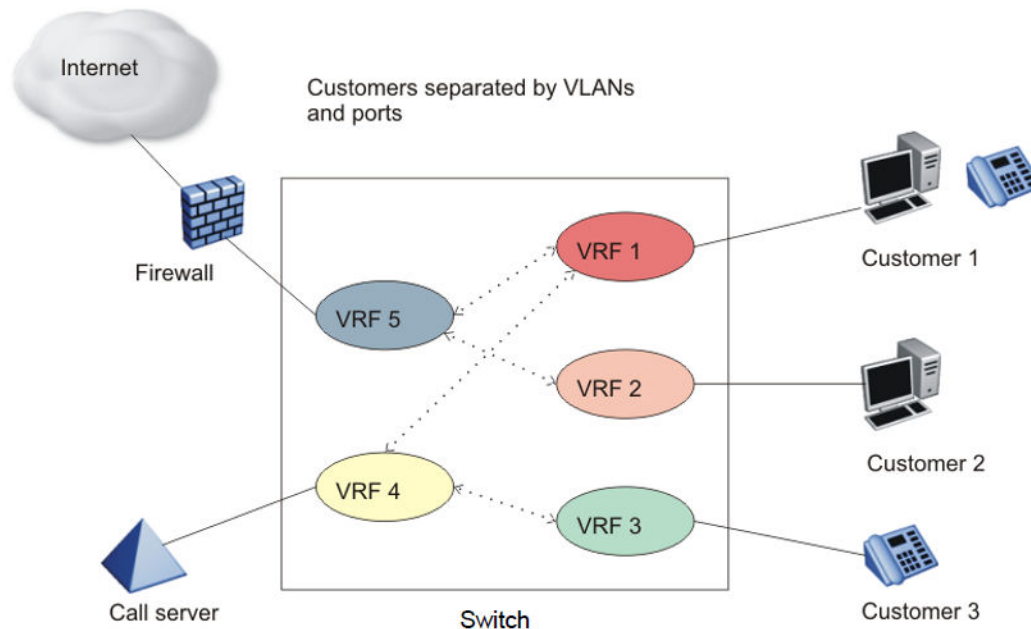 Internet
Customers separated by VLANs
and ports
Firewall
VRF 1
Customer 1
VRF 5
VRF 2
Customer 2
VRF 4
VRF 3
Call server
Switch
Customer 3